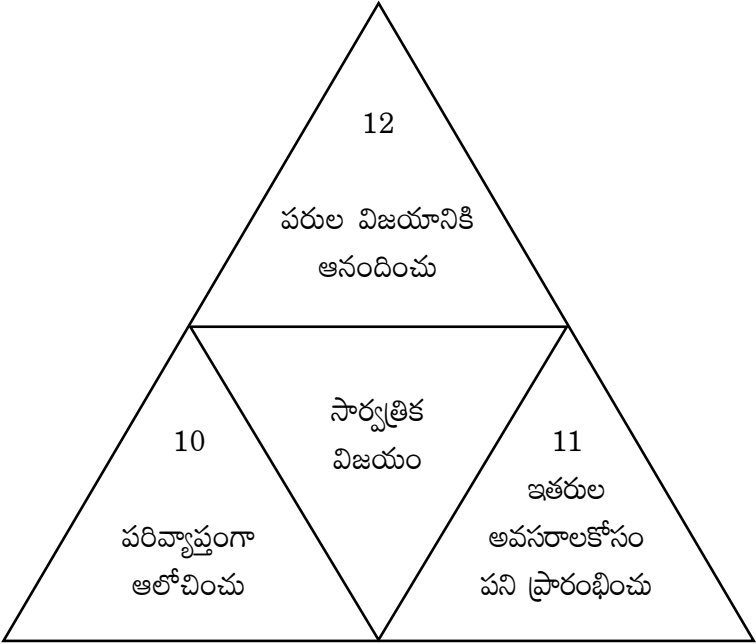 12
పరుల విజయానికి
ఆనందించు
సార్వత్రిక
విజయం
10
పరివ్యాప్తంగా
ఆలోచించు
11
ఇతరుల
అవసరాలకోసం
పని ప్రారంభించు